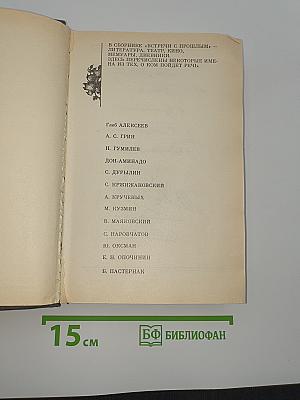 В СБОРНИКЕ «ВСТРЕЧИ С ПРОШЛЫМ» —
ЛИТЕРАТУРА, ТЕАТР, КИНО,
МЕМУАРЫ, ДНЕВНИКИ.
ЗДЕСЬ ПЕРЕЧИСЛЕНЫ НЕКОТОРЫЕ ИМЕ-
НА ИЗ ТЕХ, О КОМ ПОЙДЕТ РЕЧЬ.
Глеб АЛЕКСЕЕВ
А. С. ГРИН
Н. ГУМИЛЕВ
ДОН-АМИНАДО
С. ДУРЫЛИН
С. КРЖИЖАНОВСКИЙ
А. КРУЧЕНЫХ
М. КУЗМИН
В. МАЯКОВСКИЙ
С. НАРОВЧАТОВ
Ю. ОКСМАН
Е. Н. ОПОЧИНИН
Б. ПАСТЕРНАК
15 см
БФ БИБЛИОФАН